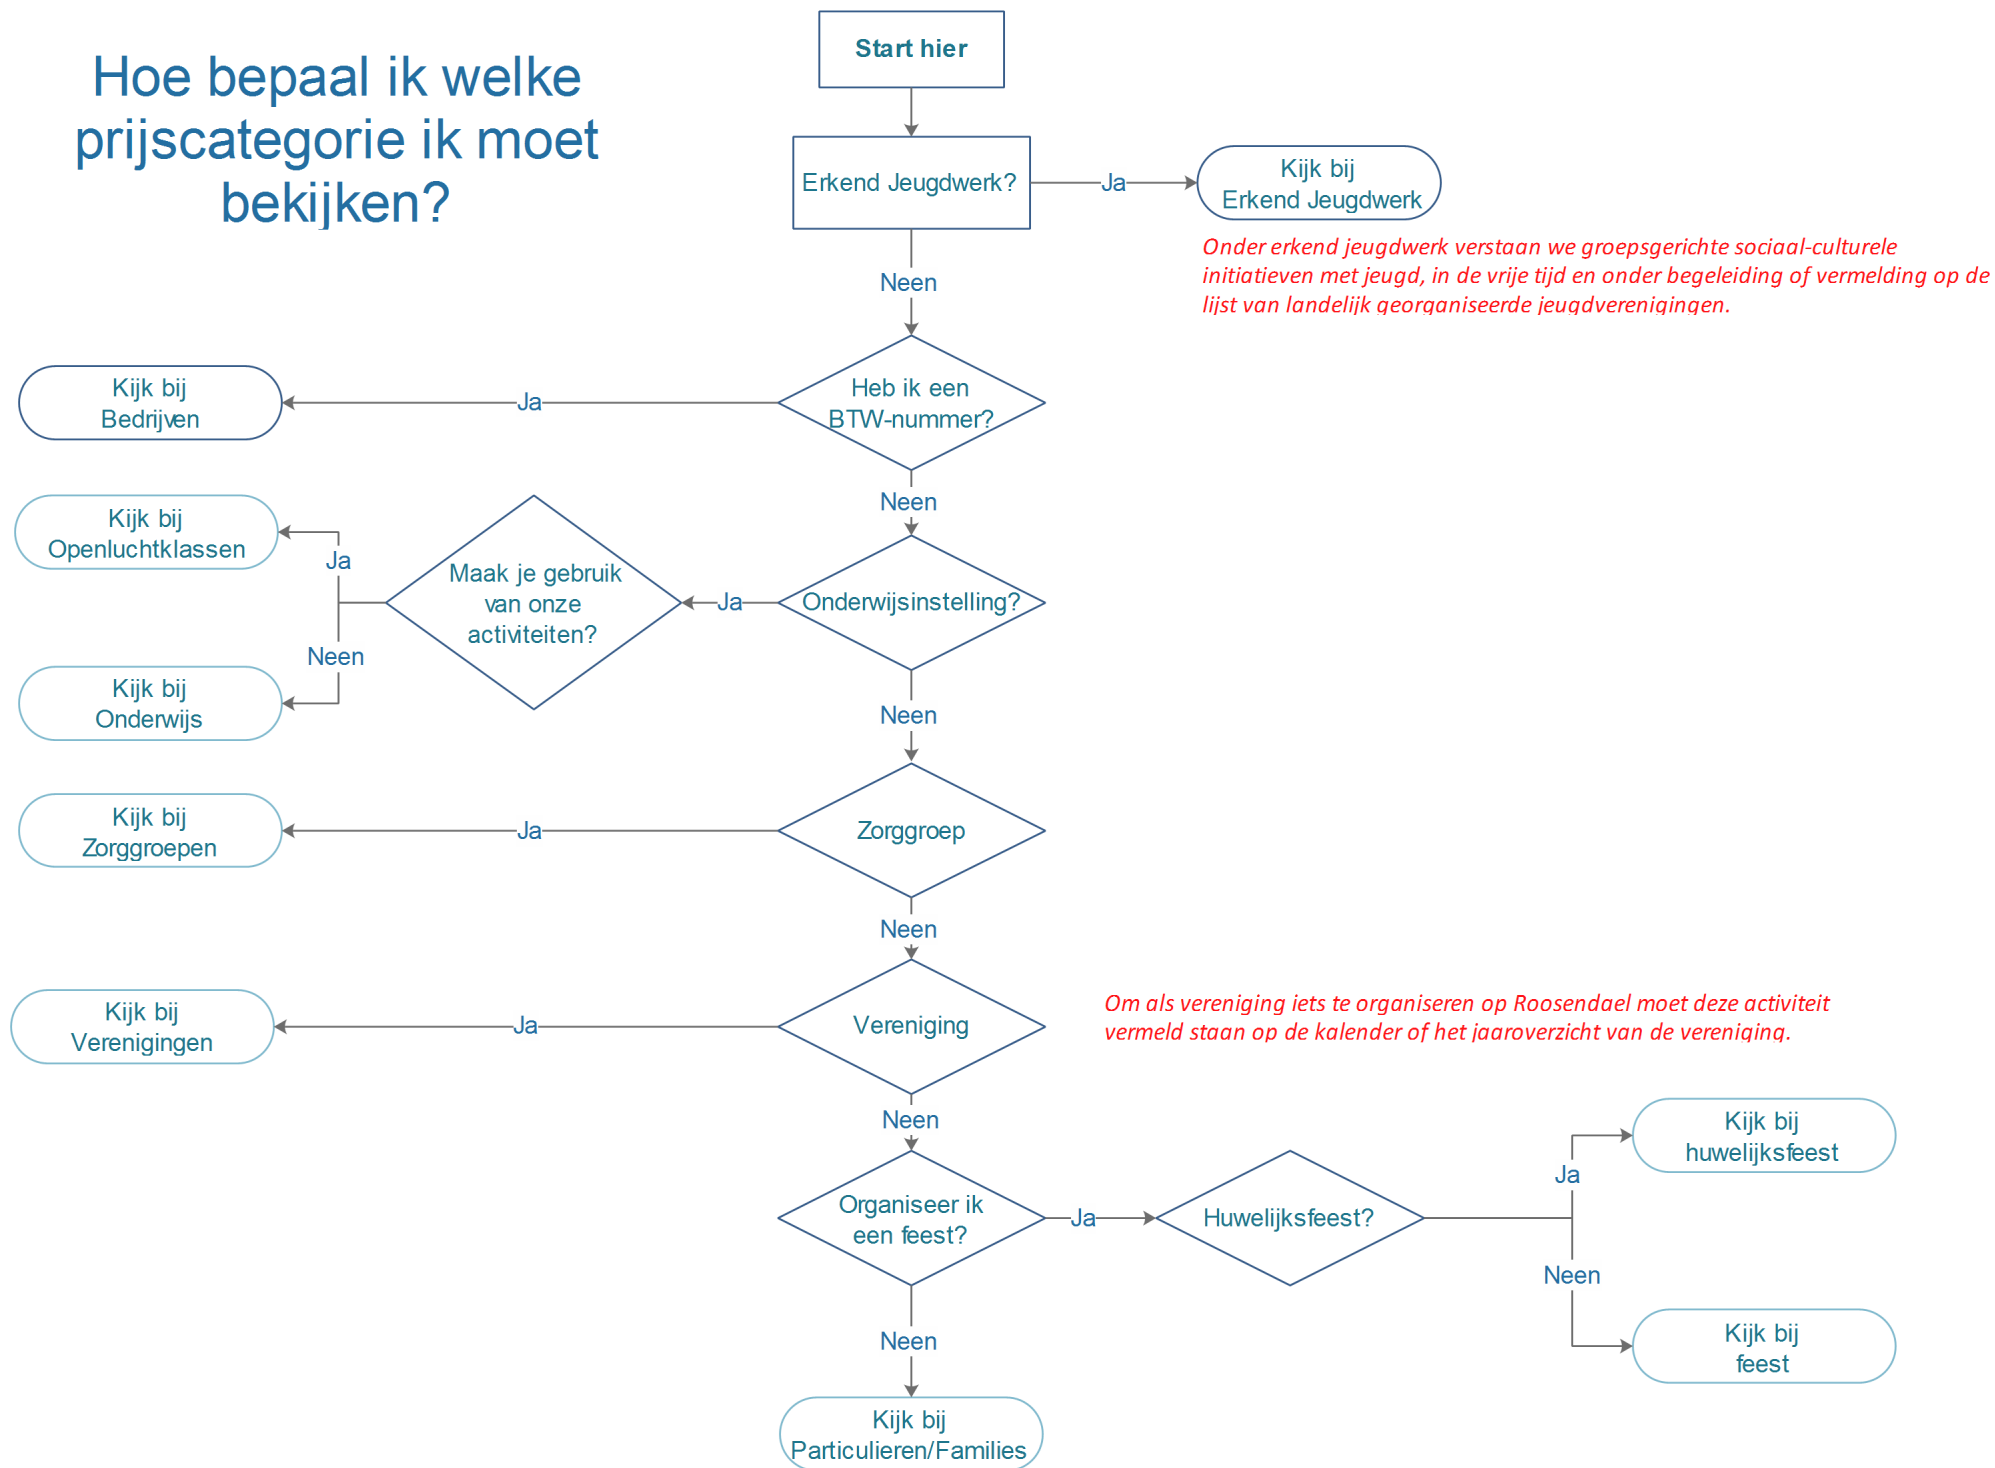 Hoe bepaal ik welke
prijscategorie ik moet
bekijken?
Start hier
Erkend Jeugdwerk?
Ja
Kijk bij
Erkend Jeugdwerk
Onder erkend jeugdwerk verstaan we groepsgerichte sociaal-culturele
initiatieven met jeugd, in de vrije tijd en onder begeleiding of vermelding op de
lijst van landelijk georganiseerde jeugdverenigingen.
Neen
Heb ik een
BTW-nummer?
Ja
Kijk bij
Bedrijven
Neen
Onderwijsinstelling?
Ja
Maak je gebruik
van onze
activiteiten?
Ja
Kijk bij
Openluchtklassen
Neen
Kijk bij
Onderwijs
Neen
Zorggroep
Ja
Kijk bij
Zorggroepen
Neen
Vereniging
Ja
Kijk bij
Verenigingen
Om als vereniging iets te organiseren op Roosendael moet deze activiteit
vermeld staan op de kalender of het jaaroverzicht van de vereniging.
Neen
Organiseer ik
een feest?
Ja
Huwelijksfeest?
Ja
Kijk bij
huwelijksfeest
Neen
Kijk bij
feest
Neen
Kijk bij
Particulieren/Families